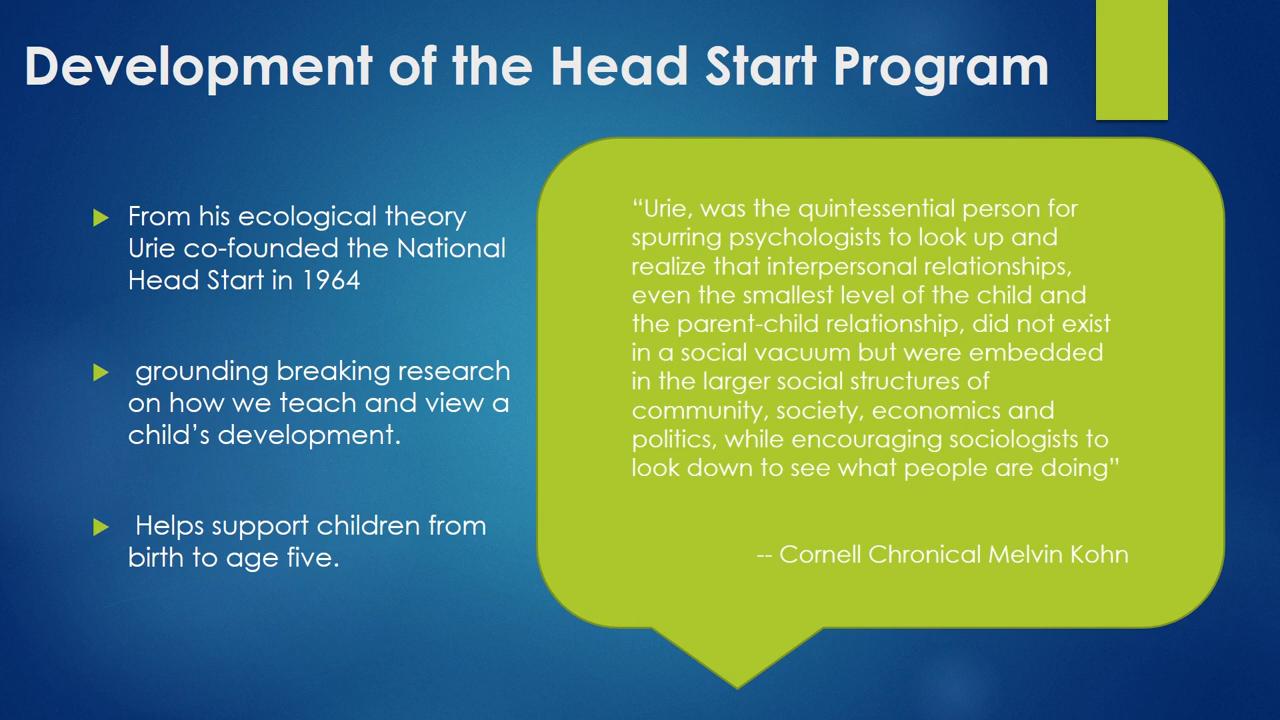 Development of the Head Start Program
From his ecological theory
Urie co-founded the National
Head Start in 1964
grounding breaking research
on how we teach and view a
child’s development.
Helps support children from
birth to age five.
“Urie, was the quintessential person for
spurring psychologists to look up and
realize that interpersonal relationships,
even the smallest level of the child and
the parent-child relationship, did not exist
in a social vacuum but were embedded
in the larger social structures of
community, society, economics and
politics, while encouraging sociologists to
look down to see what people are doing”
-- Cornell Chronical Melvin Kohn